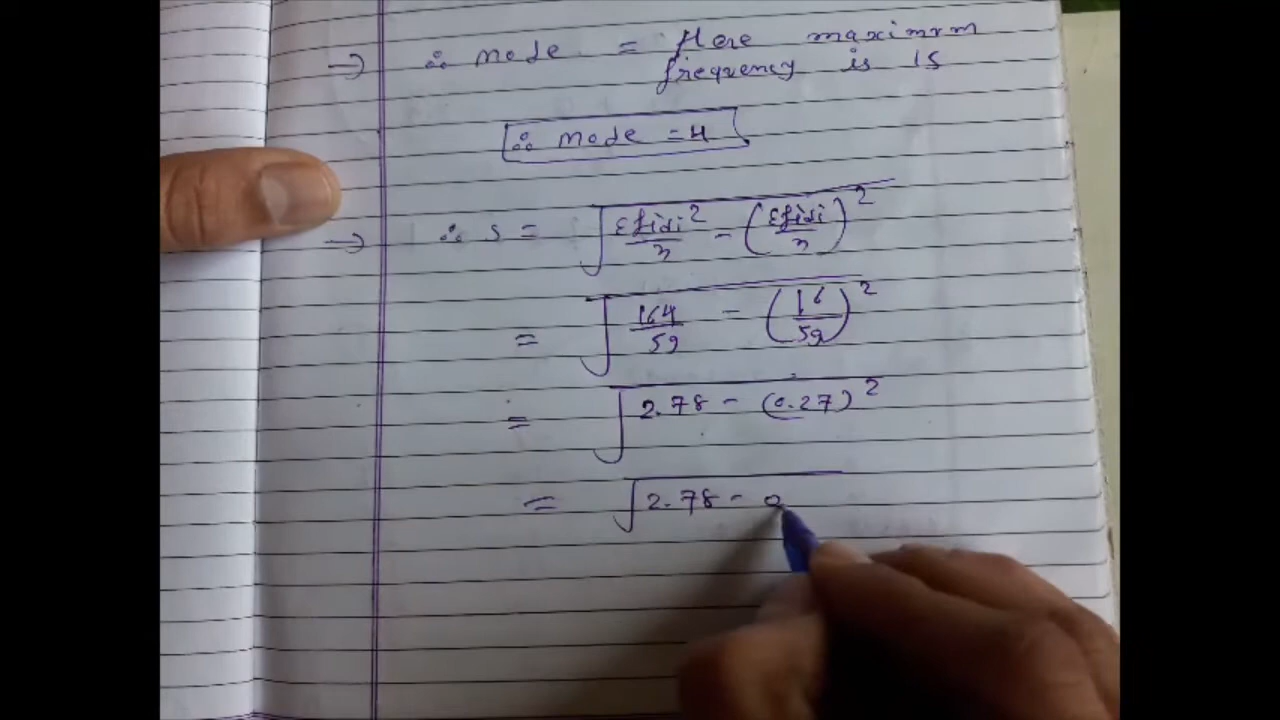 → ∴ mode = Here maximum
frequency is 15
∴ mode = 4
→ ∴ s = √ Σfidi² / n - ( Σfidi / n )²
= √ 164 / 59 - ( 16 / 59 )²
= √ 2.78 - (0.27)²
= √ 2.78 - 0